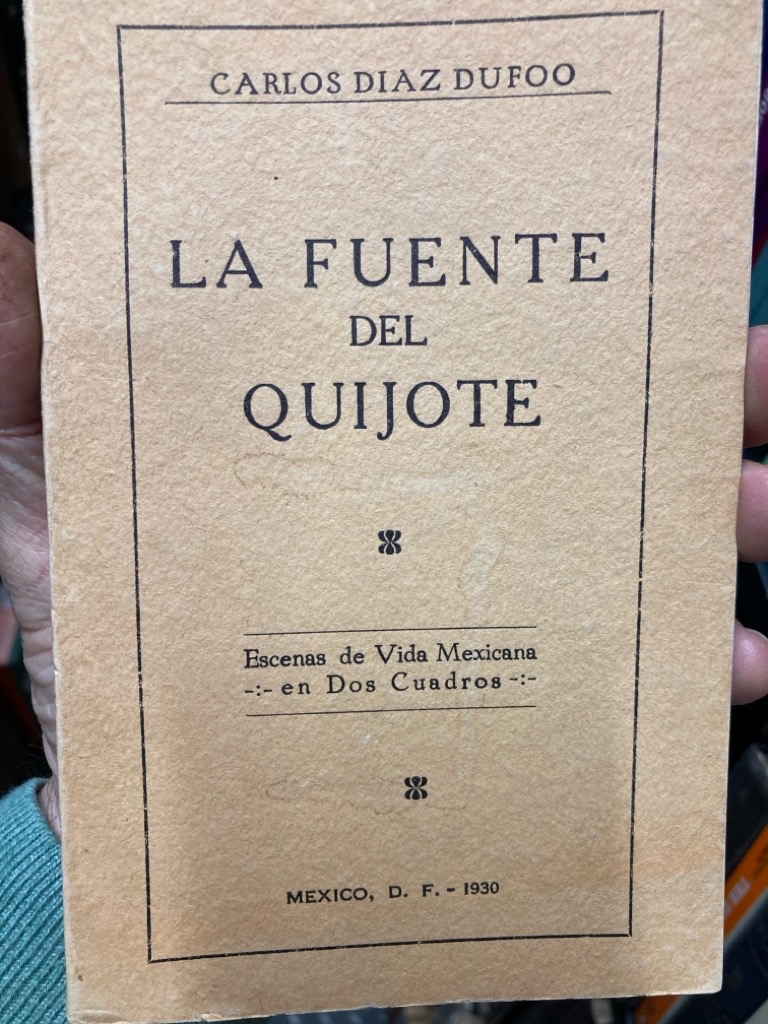 CARLOS DIAZ DUFOO
LA FUENTE
DEL
QUIJOTE
Escenas de Vida Mexicana
-:- en Dos Cuadros -:-
MEXICO, D. F. - 1930